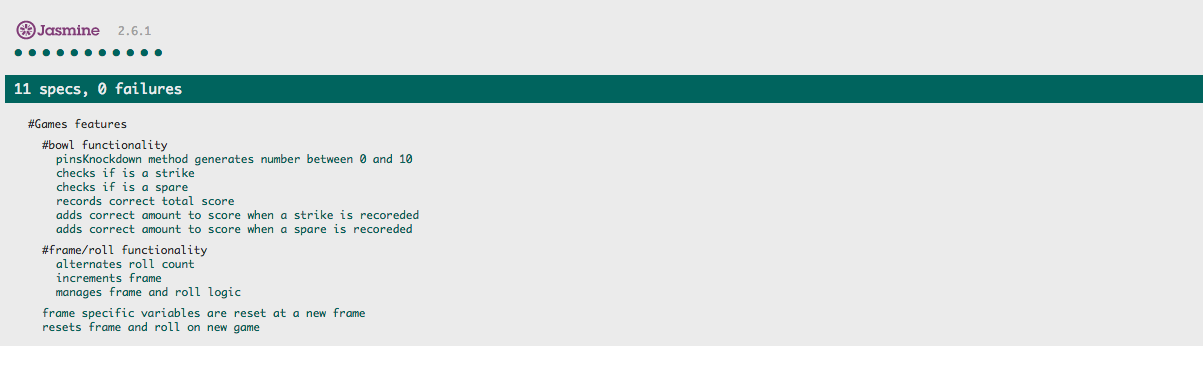 Jasmine 2.6.1
11 specs, 0 failures
#Games features
#bowl functionality
pinsKnockdown method generates number between 0 and 10
checks if is a strike
checks if is a spare
records correct total score
adds correct amount to score when a strike is recoreded
adds correct amount to score when a spare is recoreded
#frame/roll functionality
alternates roll count
increments frame
manages frame and roll logic
frame specific variables are reset at a new frame
resets frame and roll on new game